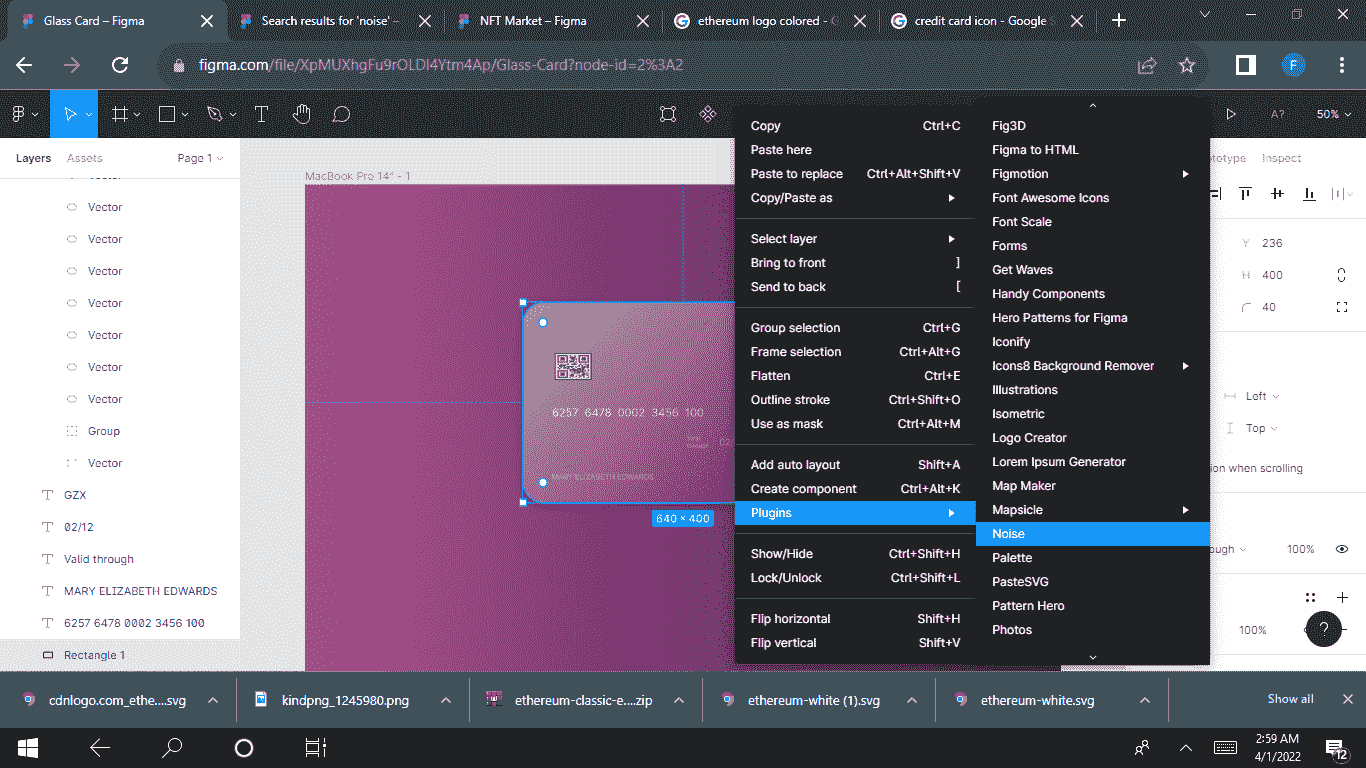 Glass Card – Figma
Search results for 'noise' –
NFT Market – Figma
ethereum logo colored - G
credit card icon - Google S
figma.com/file/XpMUXhgFu9rOLDl4Ytm4Ap/Glass-Card?node-id=2%3A2
F
A?
50%
Layers
Assets
Page 1
Vector
Vector
Vector
Vector
Vector
Vector
Vector
Group
Vector
GZX
02/12
Valid through
MARY ELIZABETH EDWARDS
6257 6478 0002 3456 100
Rectangle 1
MacBook Pro 14" - 1
6257 6478 0002 3456 100
02/
MARY ELIZABETH EDWARDS
640 × 400
Copy Ctrl+C
Paste here
Paste to replace Ctrl+Alt+Shift+V
Copy/Paste as
Select layer
Bring to front ]
Send to back [
Group selection Ctrl+G
Frame selection Ctrl+Alt+G
Flatten Ctrl+E
Outline stroke Ctrl+Shift+O
Use as mask Ctrl+Alt+M
Add auto layout Shift+A
Create component Ctrl+Alt+K
Plugins
Show/Hide Ctrl+Shift+H
Lock/Unlock Ctrl+Shift+L
Flip horizontal Shift+H
Flip vertical Shift+V
Fig3D
Figma to HTML
Figmotion
Font Awesome Icons
Font Scale
Forms
Get Waves
Handy Components
Hero Patterns for Figma
Iconify
Icons8 Background Remover
Illustrations
Isometric
Logo Creator
Lorem Ipsum Generator
Map Maker
Mapsicle
Noise
Palette
PasteSVG
Pattern Hero
Photos
ototype
Inspect
Y 236
H 400
40
Left
Top
ion when scrolling
ough
100%
100%
?
cdnlogo.com_ethe....svg
kindpng_1245980.png
ethereum-classic-e....zip
ethereum-white (1).svg
ethereum-white.svg
Show all
2:59 AM
4/1/2022
12